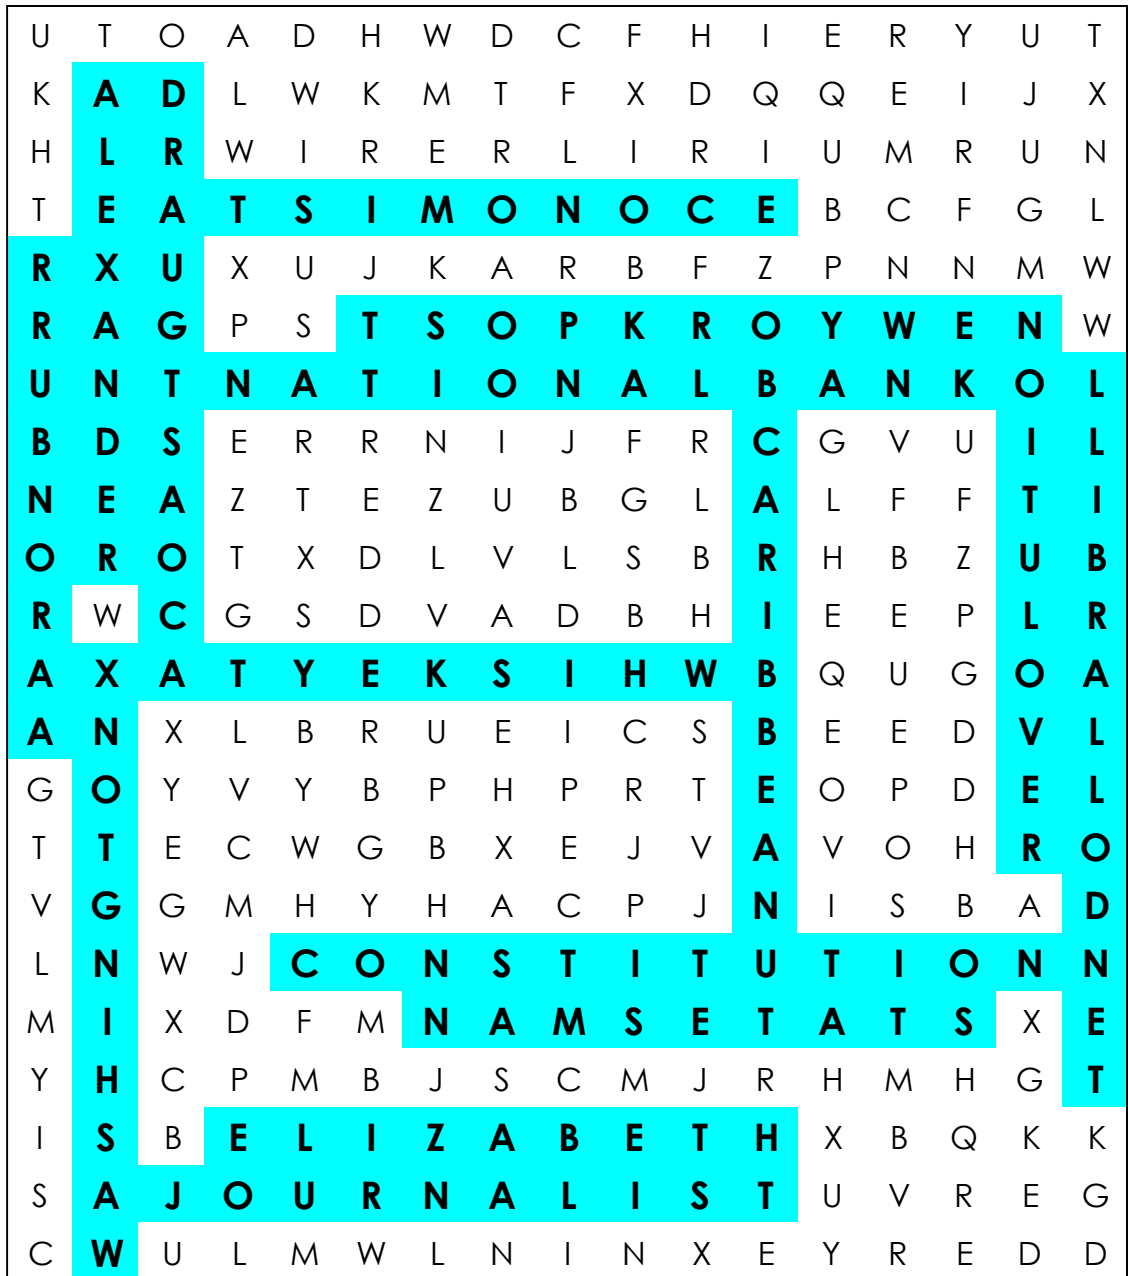 U T O A D H W D C F H I E R Y U T
K A D L W K M T F X D Q Q E I J X
H L R W I R E R L I R I U M R U N
T E A T S I M O N O C E B C F G L
R X U X U J K A R B F Z P N N M W
R A G P S T S O P K R O Y W E N W
U N T N A T I O N A L B A N K O L
B D S E R R N I J F R C G V U I L
N E A Z T E Z U B G L A L F F T I
O R O T X D L V L S B R H B Z U B
R W C G S D V A D B H I E E P L R
A X A T Y E K S I H W B Q U G O A
A N X L B R U E I C S B E E D V L
G O Y V Y B P H P R T E O P D E L
T T E C W G B X E J V A V O H R O
V G G M H Y H A C P J N I S B A D
L N W J C O N S T I T U T I O N N
M I X D F M N A M S E T A T S X E
Y H C P M B J S C M J R H M H G T
I S B E L I Z A B E T H X B Q K K
S A J O U R N A L I S T U V R E G
C W U L M W L N I N X E Y R E D D